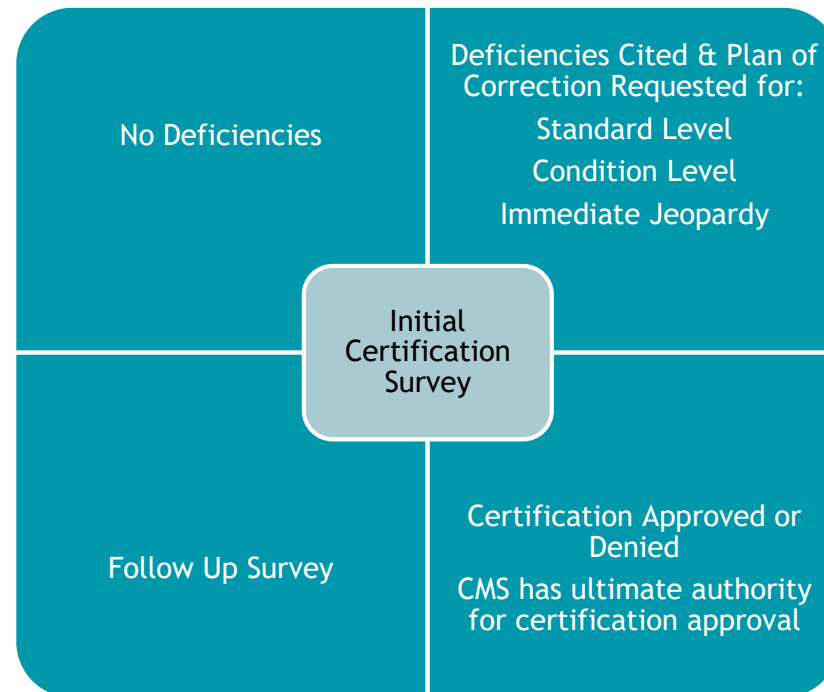 No Deficiencies
Deficiencies Cited & Plan of
Correction Requested for:
Standard Level
Condition Level
Immediate Jeopardy
Initial
Certification
Survey
Follow Up Survey
Certification Approved or
Denied
CMS has ultimate authority
for certification approval